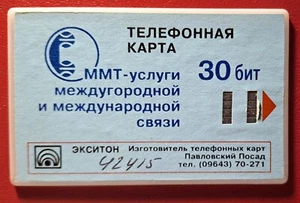 ТЕЛЕФОННАЯ
КАРТА
ММТ-услуги
междугородной
и международной
связи
30 бит
ЭКСИТОН
Изготовитель телефонных карт
Павловский Посад
тел. (09643) 70-271
42415